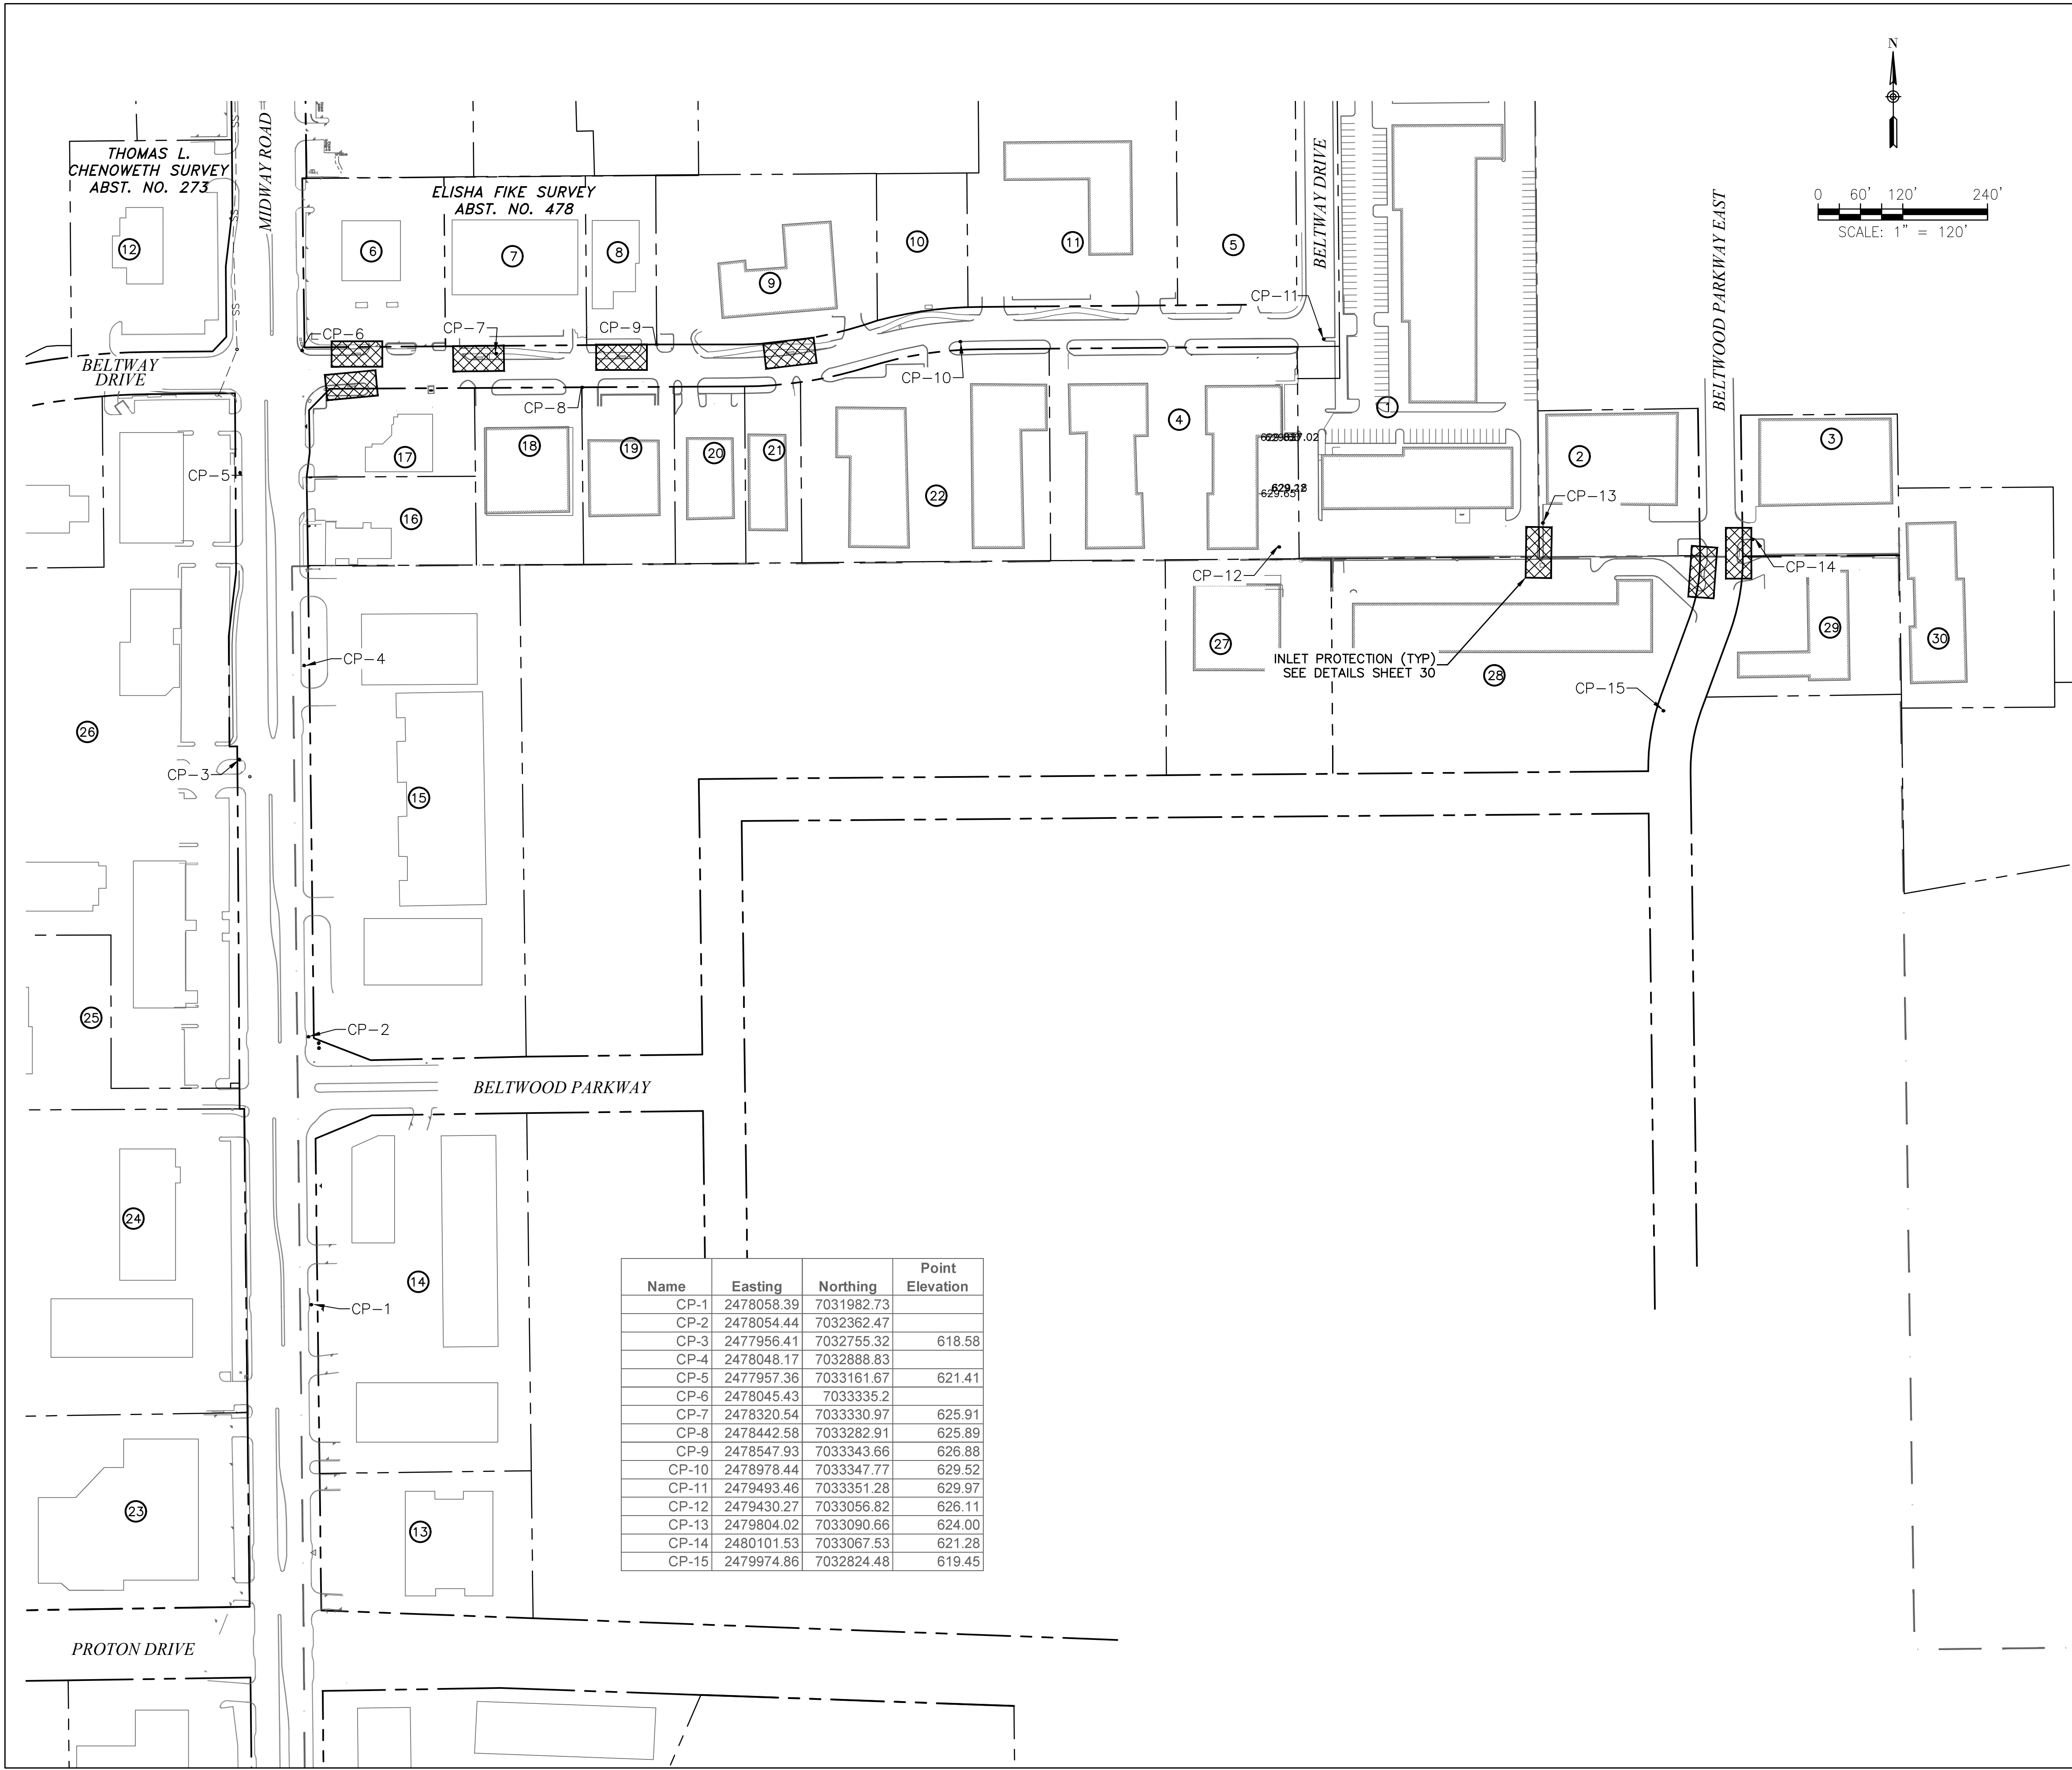 N
0 60' 120' 240'
SCALE: 1" = 120'
THOMAS L.
CHENOWETH SURVEY
ABST. NO. 273
MIDWAY ROAD
SS
SS
SS
ELISHA FIKE SURVEY
ABST. NO. 478
BELTWAY DRIVE
BELTWOOD PARKWAY EAST
12
6
7
8
9
10
11
5
CP-6
CP-7
CP-9
CP-11
BELTWAY
DRIVE
CP-10
CP-8
1
4
2
3
17
18
19
20
21
22
CP-5
16
629.65
CP-13
CP-12
CP-14
27
INLET PROTECTION (TYP)
SEE DETAILS SHEET 30
28
29
30
CP-15
CP-4
26
CP-3
15
25
CP-2
BELTWOOD PARKWAY
24
14
CP-1
23
13
PROTON DRIVE
Name Easting Northing Point Elevation
CP-1 2478058.39 7031982.73
CP-2 2478054.44 7032362.47
CP-3 2477956.41 7032755.32 618.58
CP-4 2478048.17 7032888.83
CP-5 2477957.36 7033161.67 621.41
CP-6 2478045.43 7033335.2
CP-7 2478320.54 7033330.97 625.91
CP-8 2478442.58 7033282.91 625.89
CP-9 2478547.93 7033343.66 626.88
CP-10 2478978.44 7033347.77 629.52
CP-11 2479493.46 7033351.28 629.97
CP-12 2479430.27 7033056.82 626.11
CP-13 2479804.02 7033090.66 624.00
CP-14 2480101.53 7033067.53 621.28
CP-15 2479974.86 7032824.48 619.45